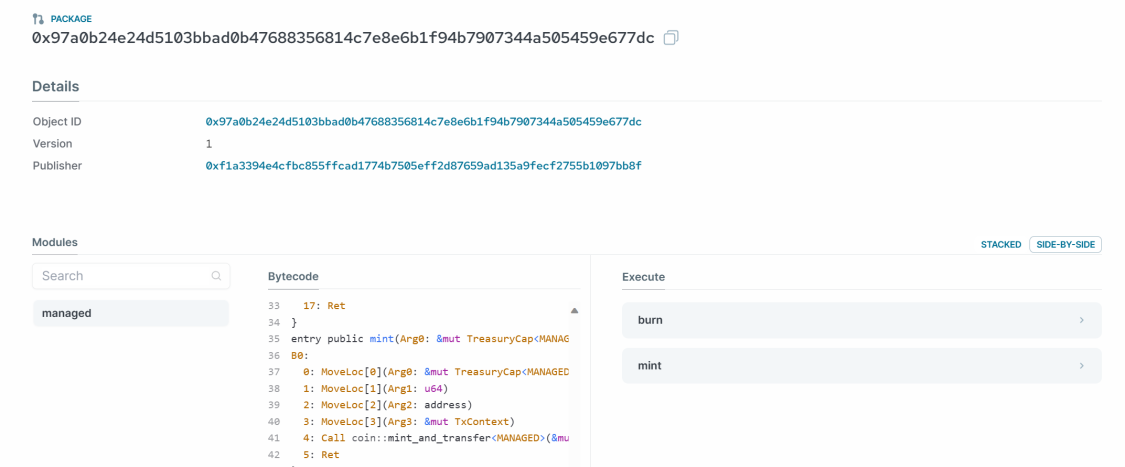 PACKAGE
0x97a0b24e24d5103bbad0b47688356814c7e8e6b1f94b7907344a505459e677dc
Details
Object ID 0x97a0b24e24d5103bbad0b47688356814c7e8e6b1f94b7907344a505459e677dc
Version 1
Publisher 0xf1a3394e4cfbc855ffcad1774b7505eff2d87659ad135a9fecf2755b1097bb8f
Modules STACKED SIDE-BY-SIDE
Search
managed
Bytecode
33 17: Ret
34 }
35 entry public mint(Arg0: &mut TreasuryCap<MANAG
36 B0:
37 0: MoveLoc[0](Arg0: &mut TreasuryCap<MANAGED
38 1: MoveLoc[1](Arg1: u64)
39 2: MoveLoc[2](Arg2: address)
40 3: MoveLoc[3](Arg3: &mut TxContext)
41 4: Call coin::mint_and_transfer<MANAGED>(&mu
42 5: Ret
Execute
burn
mint